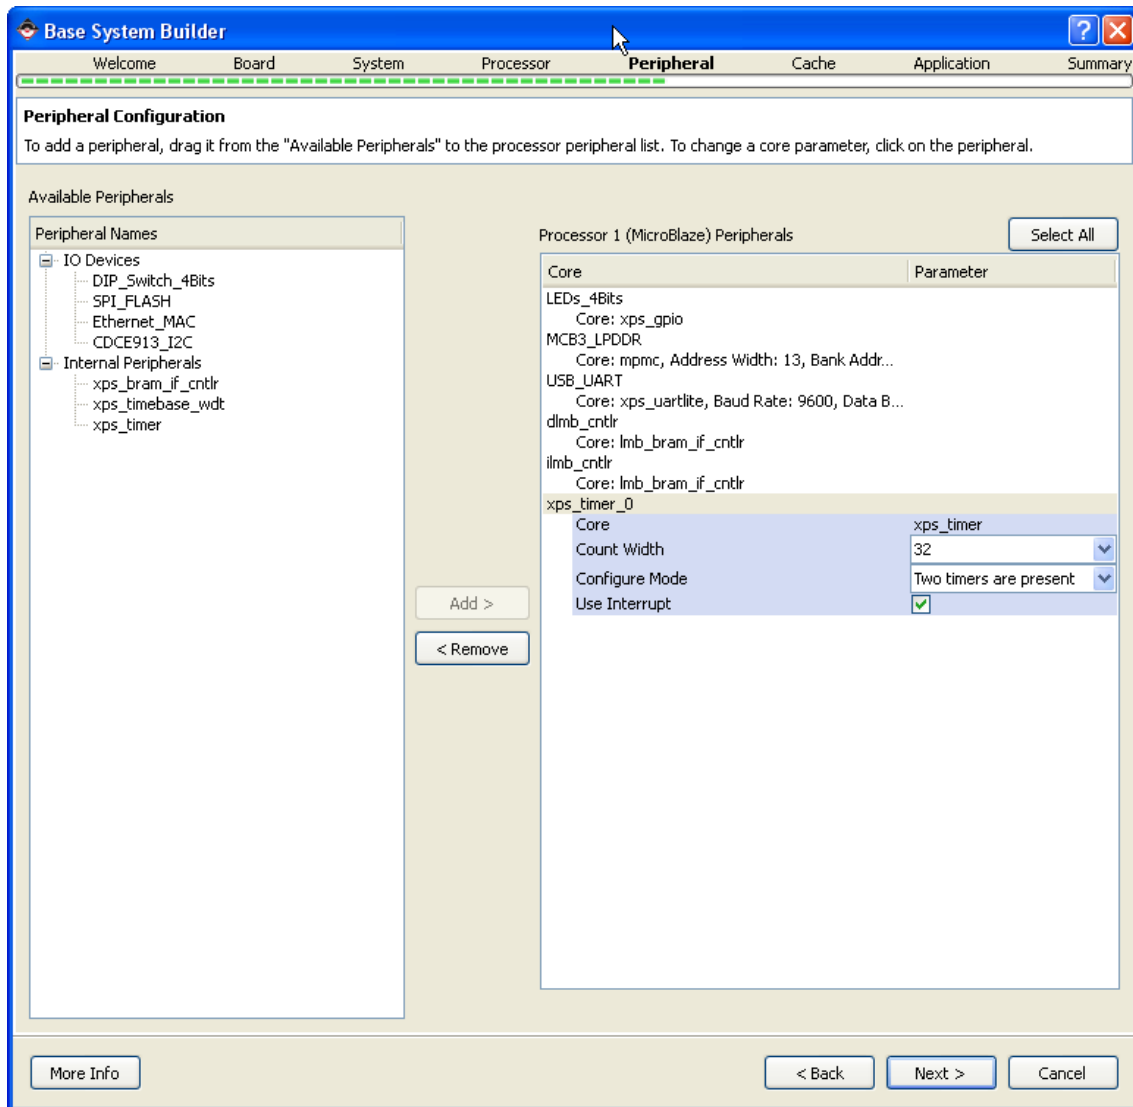 Base System Builder
Welcome Board System Processor Peripheral Cache Application Summary
Peripheral Configuration
To add a peripheral, drag it from the "Available Peripherals" to the processor peripheral list. To change a core parameter, click on the peripheral.
Available Peripherals
Peripheral Names
IO Devices
DIP_Switch_4Bits
SPI_FLASH
Ethernet_MAC
CDCE913_I2C
Internal Peripherals
xps_bram_if_cntlr
xps_timebase_wdt
xps_timer
Add >
< Remove
Processor 1 (MicroBlaze) Peripherals
Select All
Core Parameter
LEDs_4Bits
Core: xps_gpio
MCB3_LPDDR
Core: mpmc, Address Width: 13, Bank Addr...
USB_UART
Core: xps_uartlite, Baud Rate: 9600, Data B...
dlmb_cntlr
Core: lmb_bram_if_cntlr
ilmb_cntlr
Core: lmb_bram_if_cntlr
xps_timer_0
Core xps_timer
Count Width 32
Configure Mode Two timers are present
Use Interrupt
More Info
< Back
Next >
Cancel